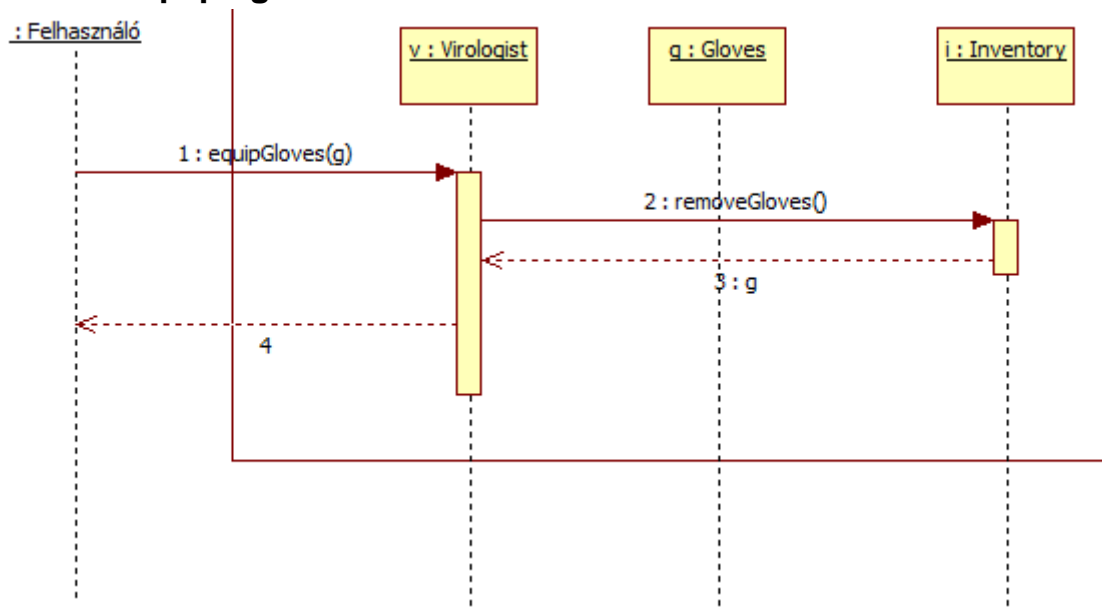 : Felhasználó
v : Virologist
g : Gloves
i : Inventory
1 : equipGloves(g)
2 : removeGloves()
3 : g
4